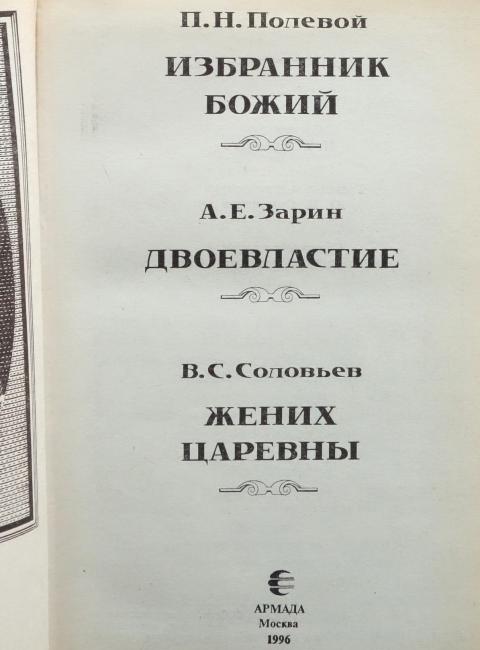 П. Н. Полевой
ИЗБРАННИК
БОЖИЙ
А. Е. Зарин
ДВОЕВЛАСТИЕ
В. С. Соловьев
ЖЕНИХ
ЦАРЕВНЫ
АРМАДА
Москва
1996